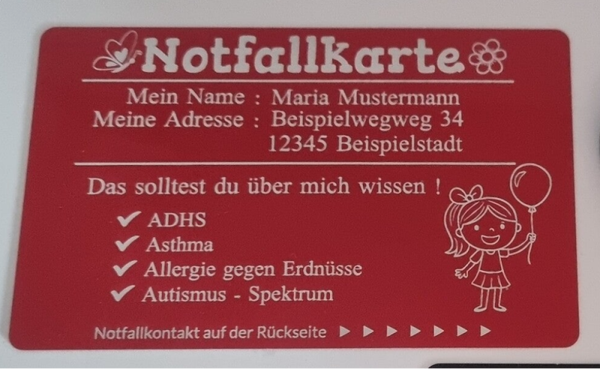 Notfallkarte
Mein Name : Maria Mustermann
Meine Adresse : Beispielwegweg 34
12345 Beispielstadt
Das solltest du über mich wissen !
✔ ADHS
✔ Asthma
✔ Allergie gegen Erdnüsse
✔ Autismus - Spektrum
Notfallkontakt auf der Rückseite ► ► ► ► ► ► ►